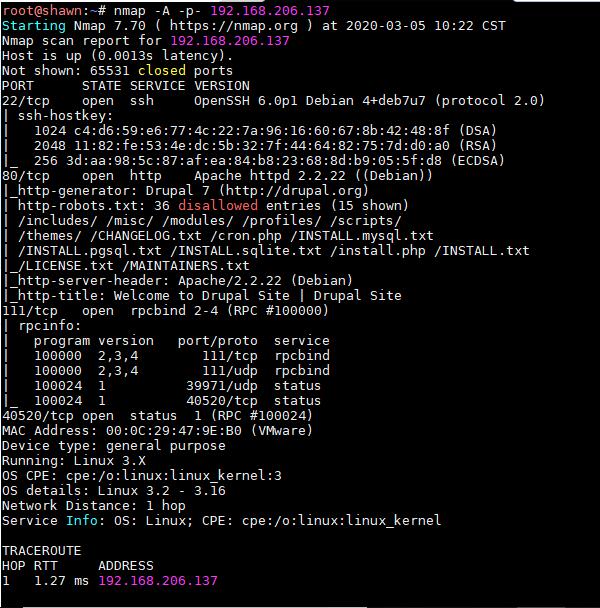 root@shawn:~# nmap -A -p- 192.168.206.137
Starting Nmap 7.70 ( https://nmap.org ) at 2020-03-05 10:22 CST
Nmap scan report for 192.168.206.137
Host is up (0.0013s latency).
Not shown: 65531 closed ports
PORT      STATE SERVICE VERSION
22/tcp    open  ssh     OpenSSH 6.0p1 Debian 4+deb7u7 (protocol 2.0)
| ssh-hostkey:
|   1024 c4:d6:59:e6:77:4c:22:7a:96:16:60:67:8b:42:48:8f (DSA)
|   2048 11:82:fe:53:4e:dc:5b:32:7f:44:64:82:75:7d:d0:a0 (RSA)
|_  256 3d:aa:98:5c:87:af:ea:84:b8:23:68:8d:b9:05:5f:d8 (ECDSA)
80/tcp    open  http    Apache httpd 2.2.22 ((Debian))
|_http-generator: Drupal 7 (http://drupal.org)
| http-robots.txt: 36 disallowed entries (15 shown)
| /includes/ /misc/ /modules/ /profiles/ /scripts/
| /themes/ /CHANGELOG.txt /cron.php /INSTALL.mysql.txt
| /INSTALL.pgsql.txt /INSTALL.sqlite.txt /install.php /INSTALL.txt
|_/LICENSE.txt /MAINTAINERS.txt
|_http-server-header: Apache/2.2.22 (Debian)
|_http-title: Welcome to Drupal Site | Drupal Site
111/tcp   open  rpcbind 2-4 (RPC #100000)
| rpcinfo:
|   program version   port/proto  service
|   100000  2,3,4        111/tcp  rpcbind
|   100000  2,3,4        111/udp  rpcbind
|   100024  1          39971/udp  status
|_  100024  1          40520/tcp  status
40520/tcp open  status  1 (RPC #100024)
MAC Address: 00:0C:29:47:9E:B0 (VMware)
Device type: general purpose
Running: Linux 3.X
OS CPE: cpe:/o:linux:linux_kernel:3
OS details: Linux 3.2 - 3.16
Network Distance: 1 hop
Service Info: OS: Linux; CPE: cpe:/o:linux:linux_kernel
TRACEROUTE
HOP RTT     ADDRESS
1   1.27 ms 192.168.206.137